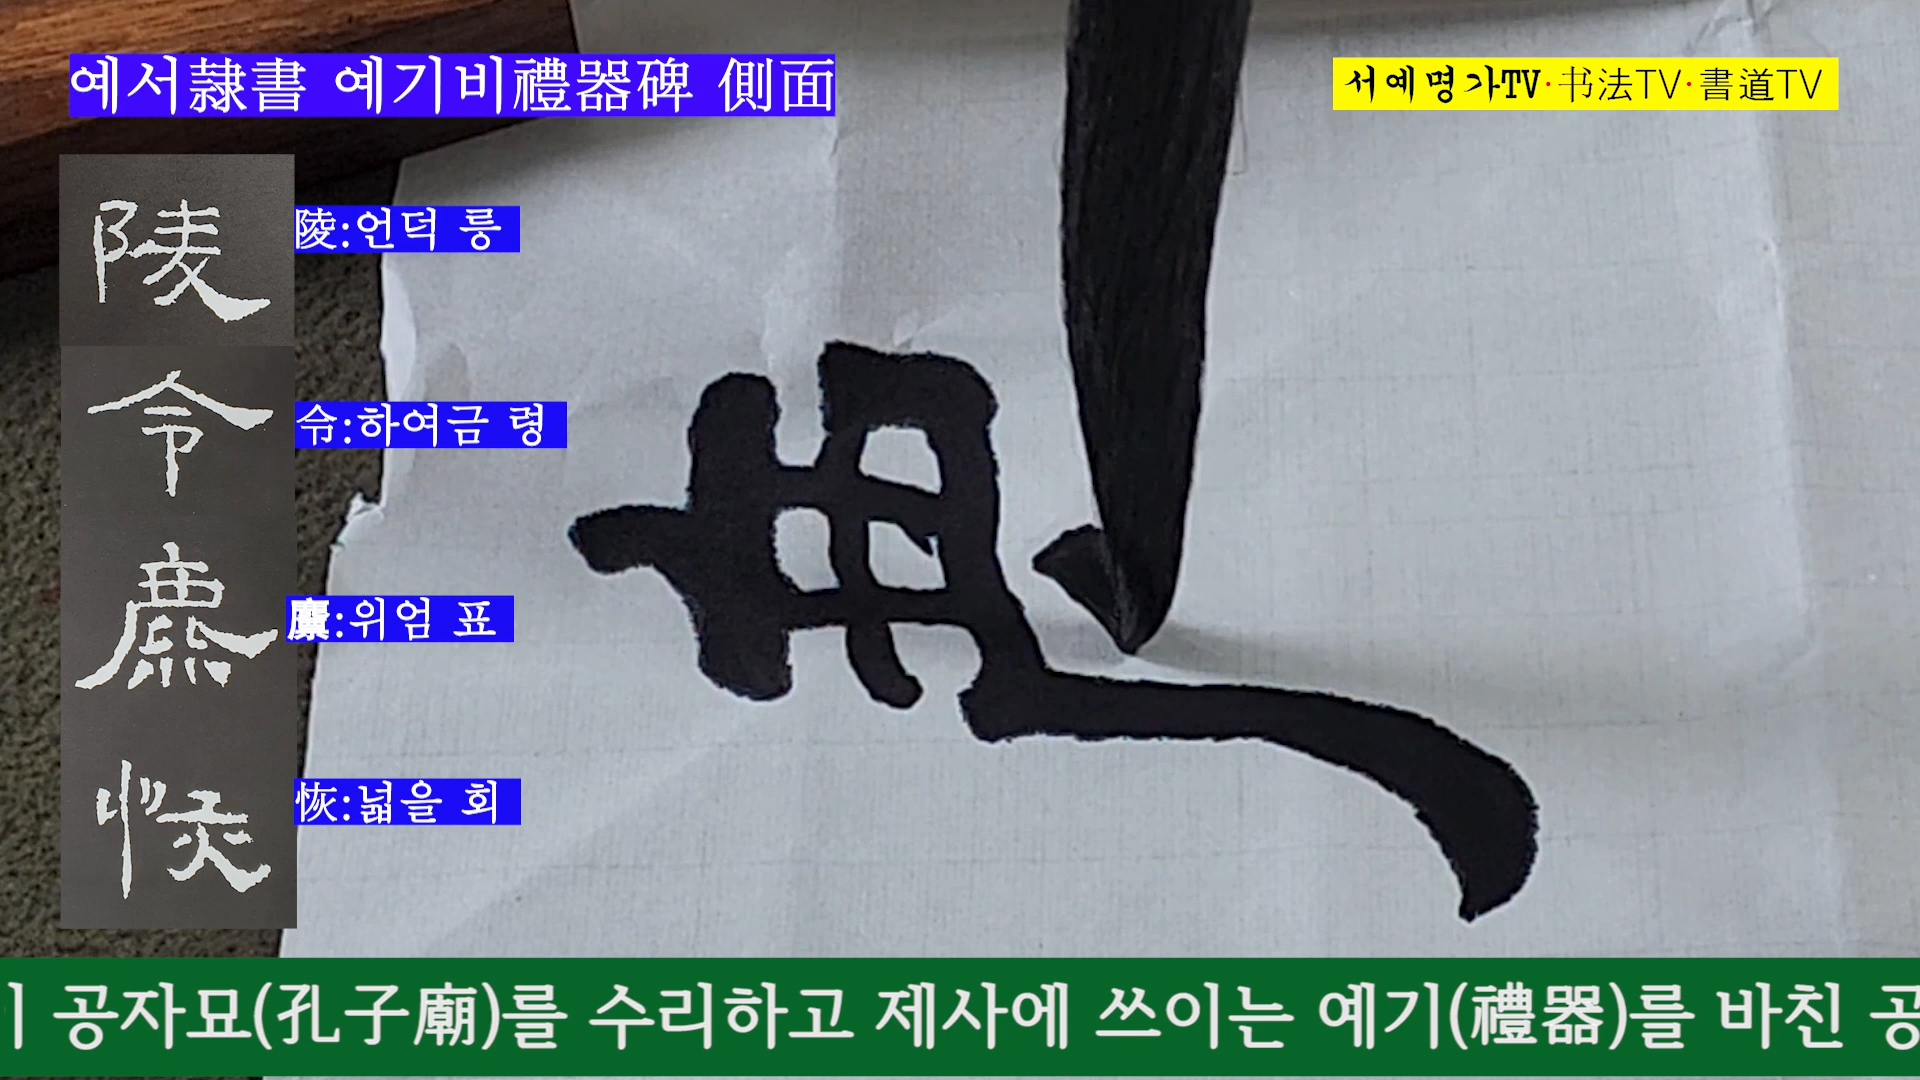 예서隷書 예기비禮器碑 側面
서예명가TV·书法TV·書道TV
陵
陵:언덕 릉
令
令:하여금 령
麃
麃:위엄 표
恢
恢:넓을 회
공자묘(孔子廟)를 수리하고 제사에 쓰이는 예기(禮器)를 바친